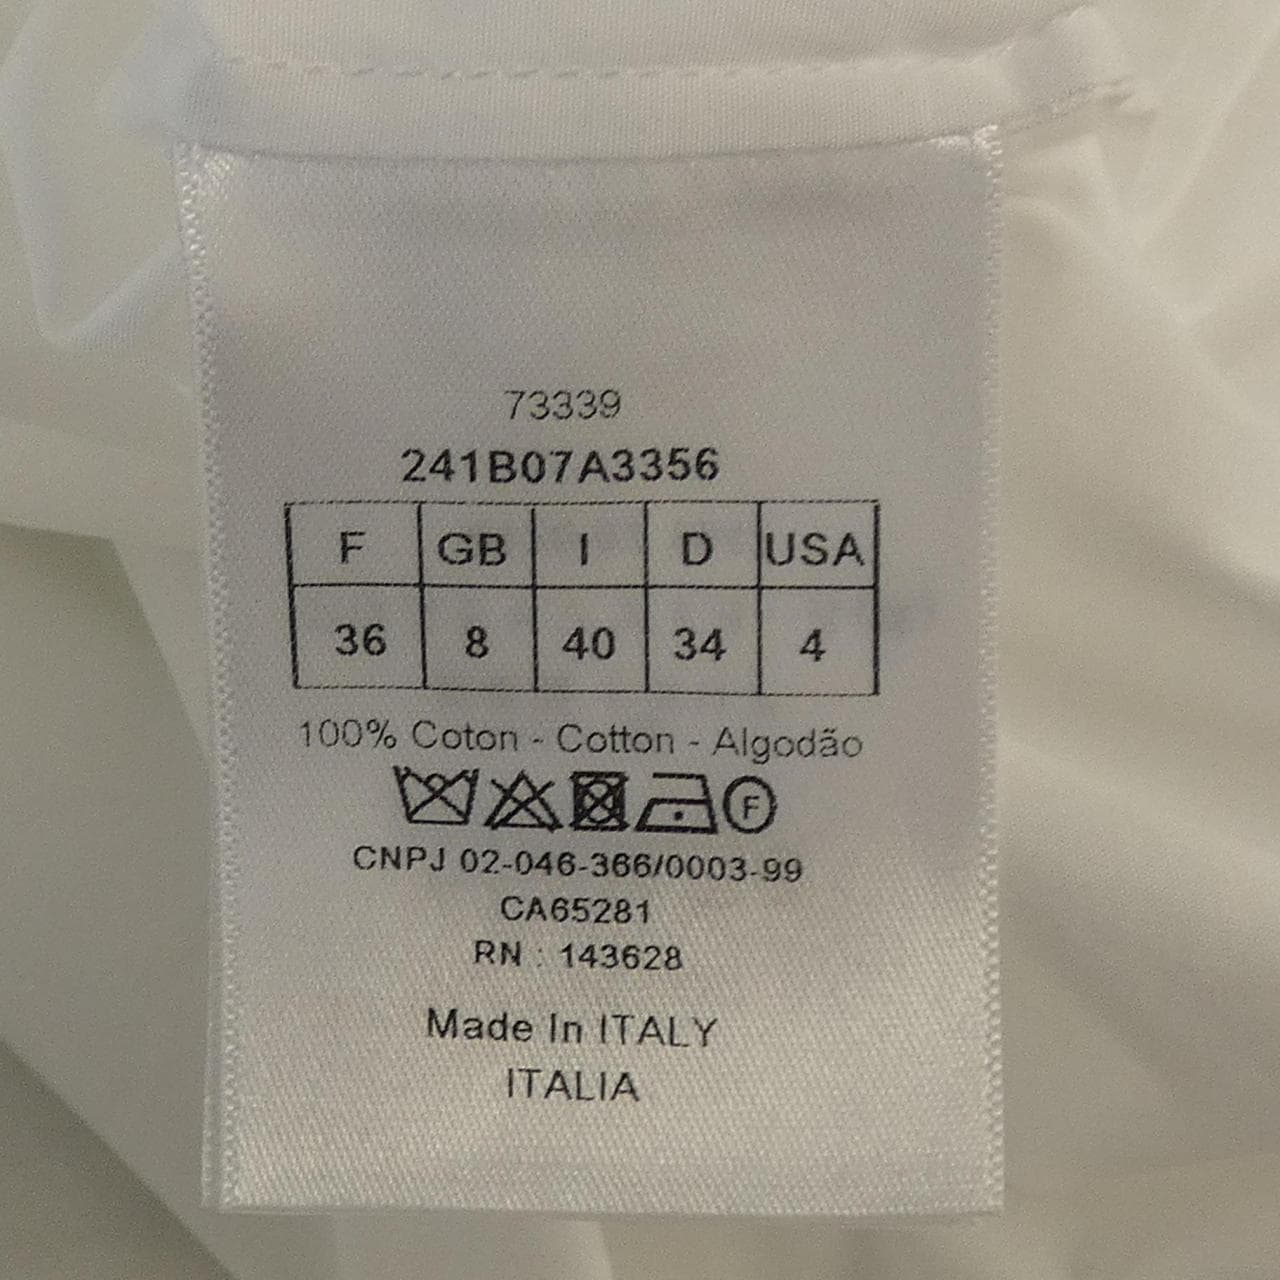 73339
241B07A3356
F GB I D USA
36 8 40 34 4
100% Coton - Cotton - Algodão
F
CNPJ 02-046-366/0003-99
CA65281
RN : 143628
Made In ITALY
ITALIA